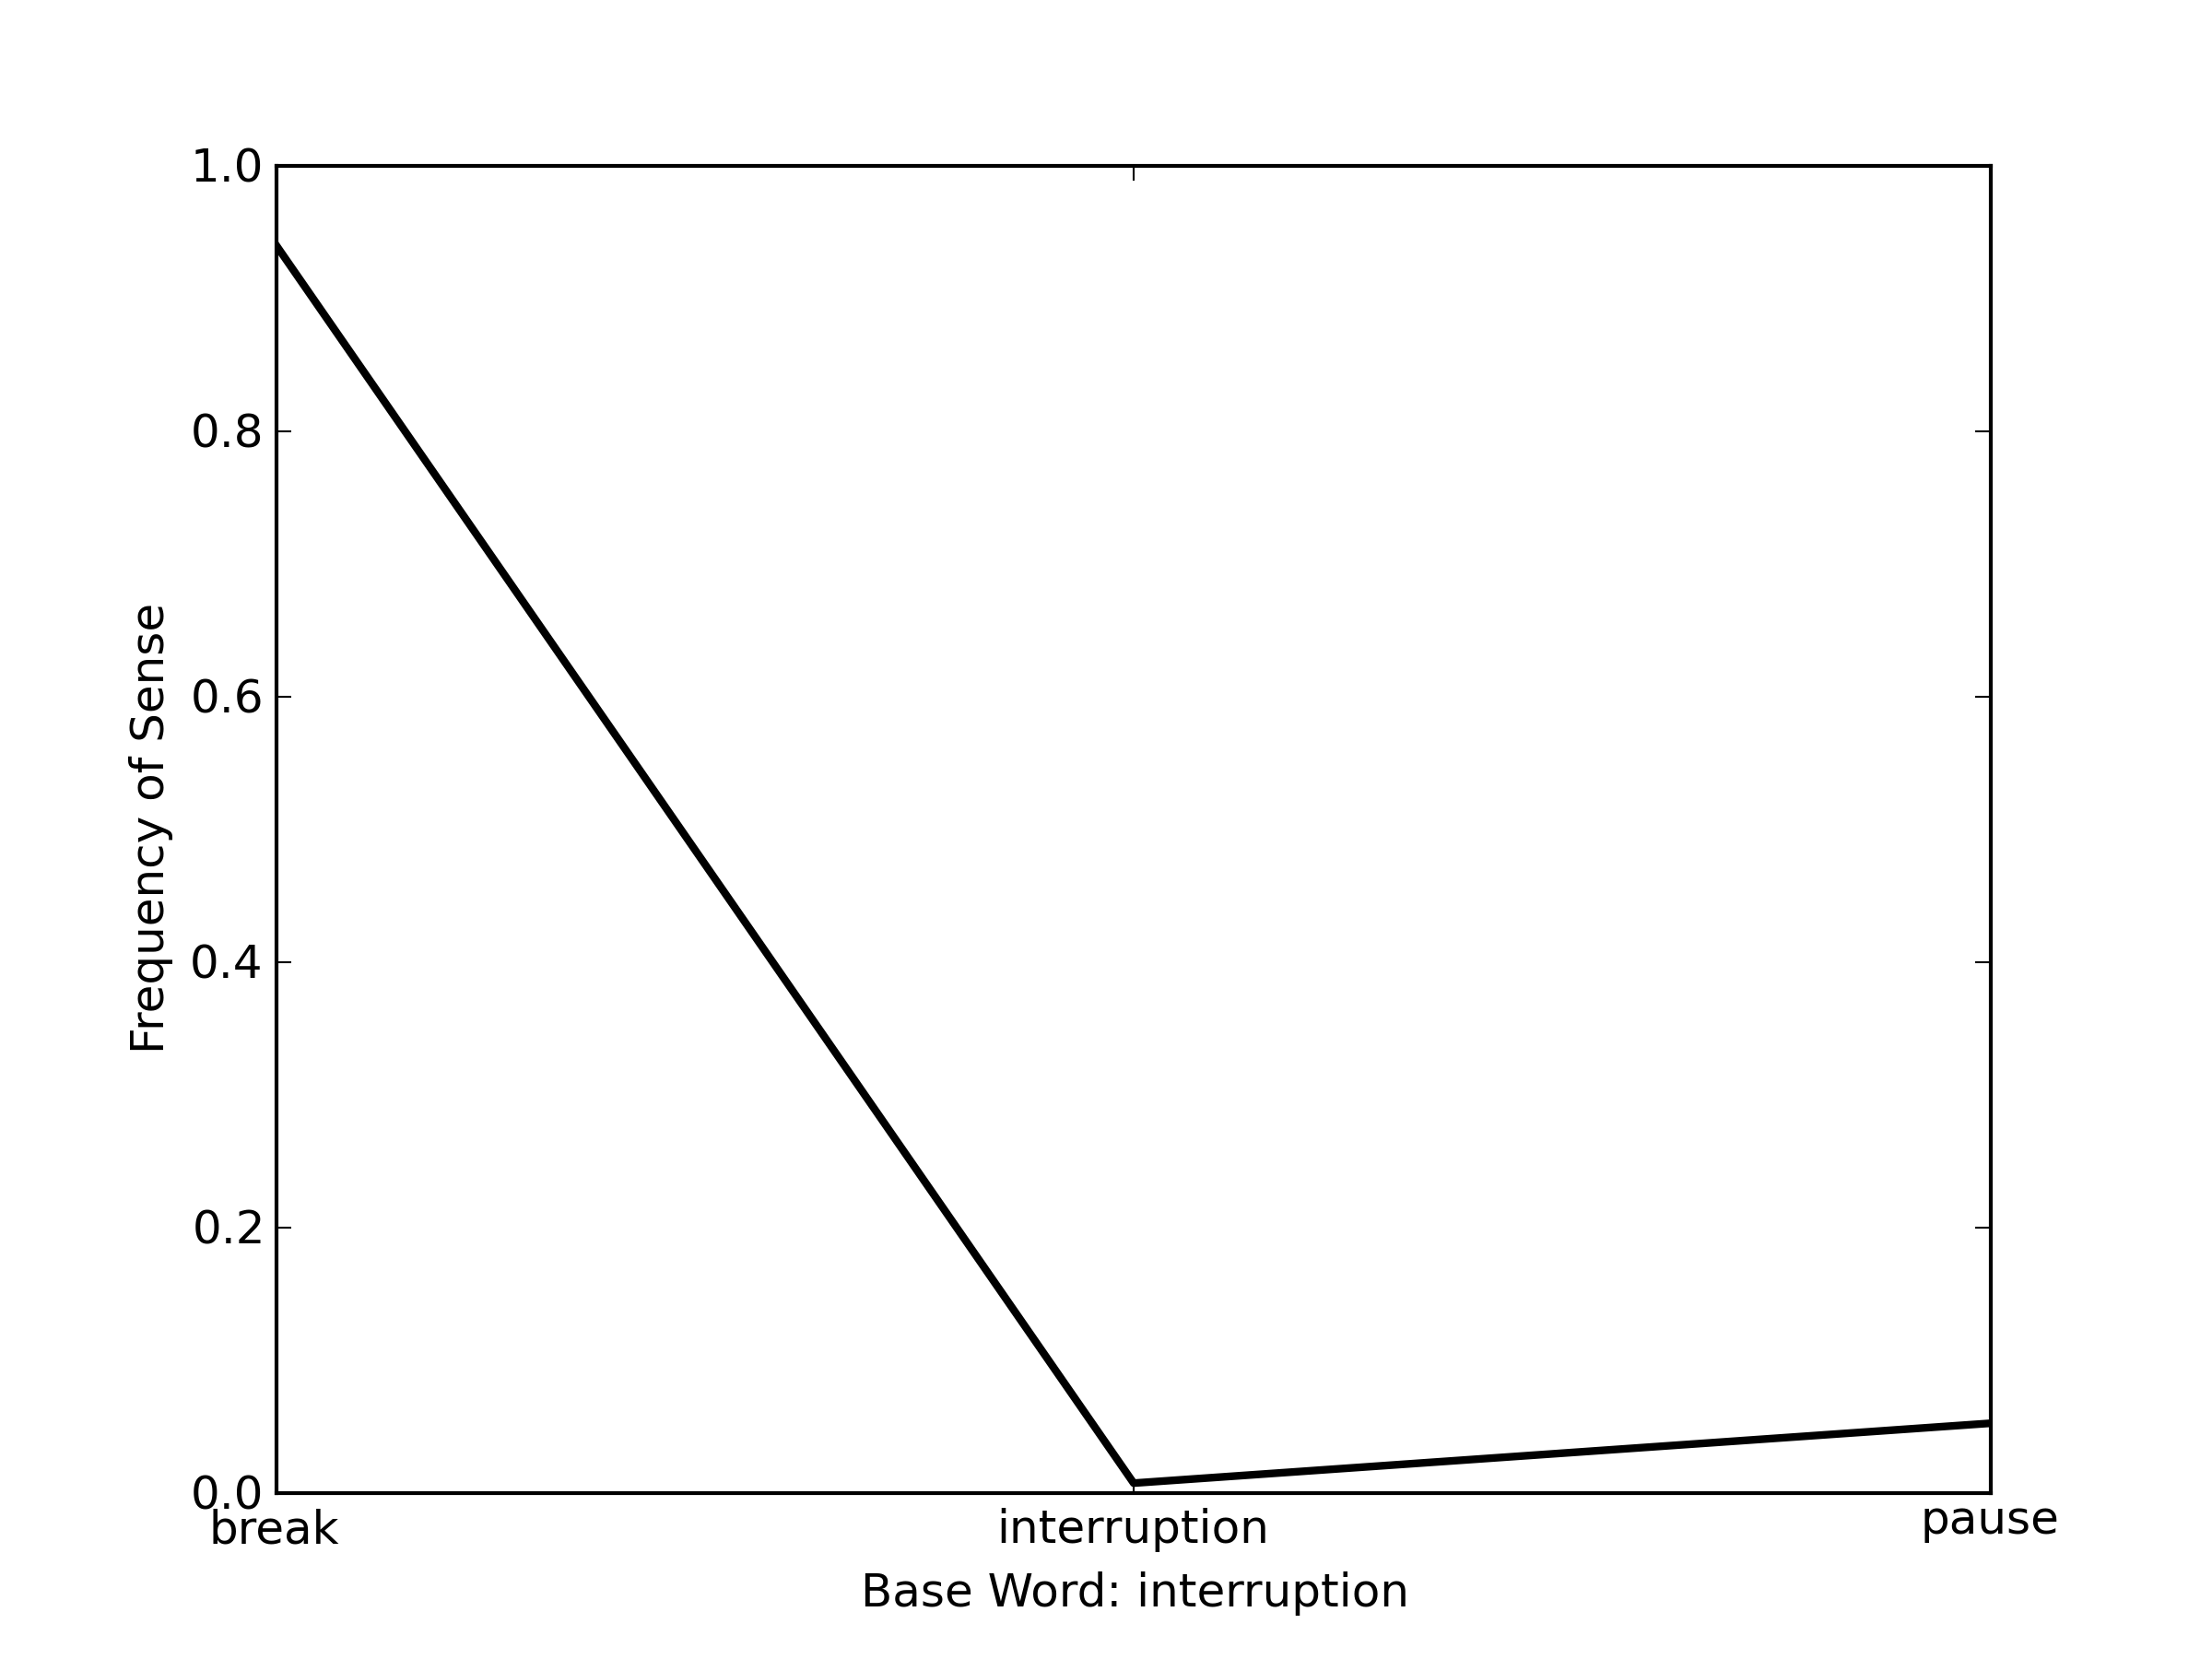 1.0
0.8
0.6
0.4
0.2
0.0
Frequency of Sense
break
interruption
pause
Base Word: interruption